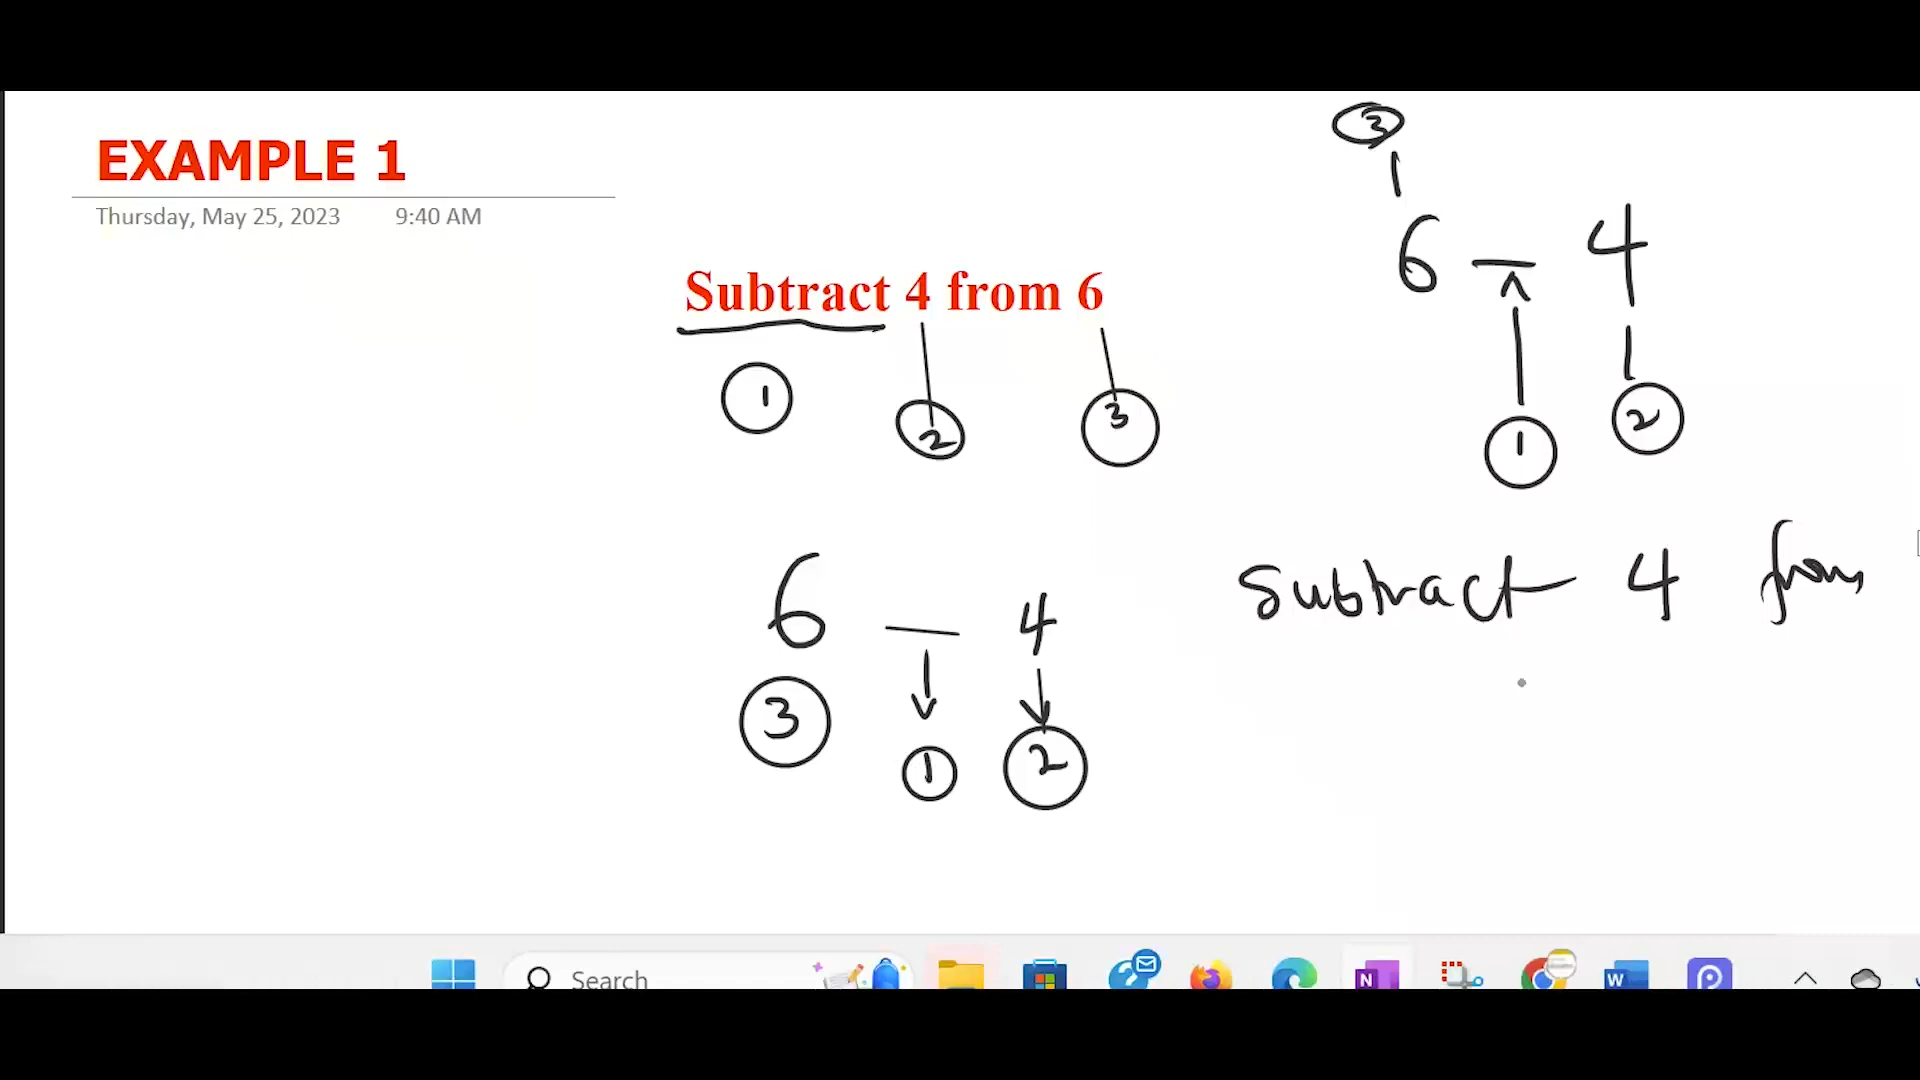 EXAMPLE 1
Thursday, May 25, 2023 9:40 AM
Subtract 4 from 6
1 2 3
3
6 - 4
1 2
6 - 4
3 1 2
Subtract 4 from
Search